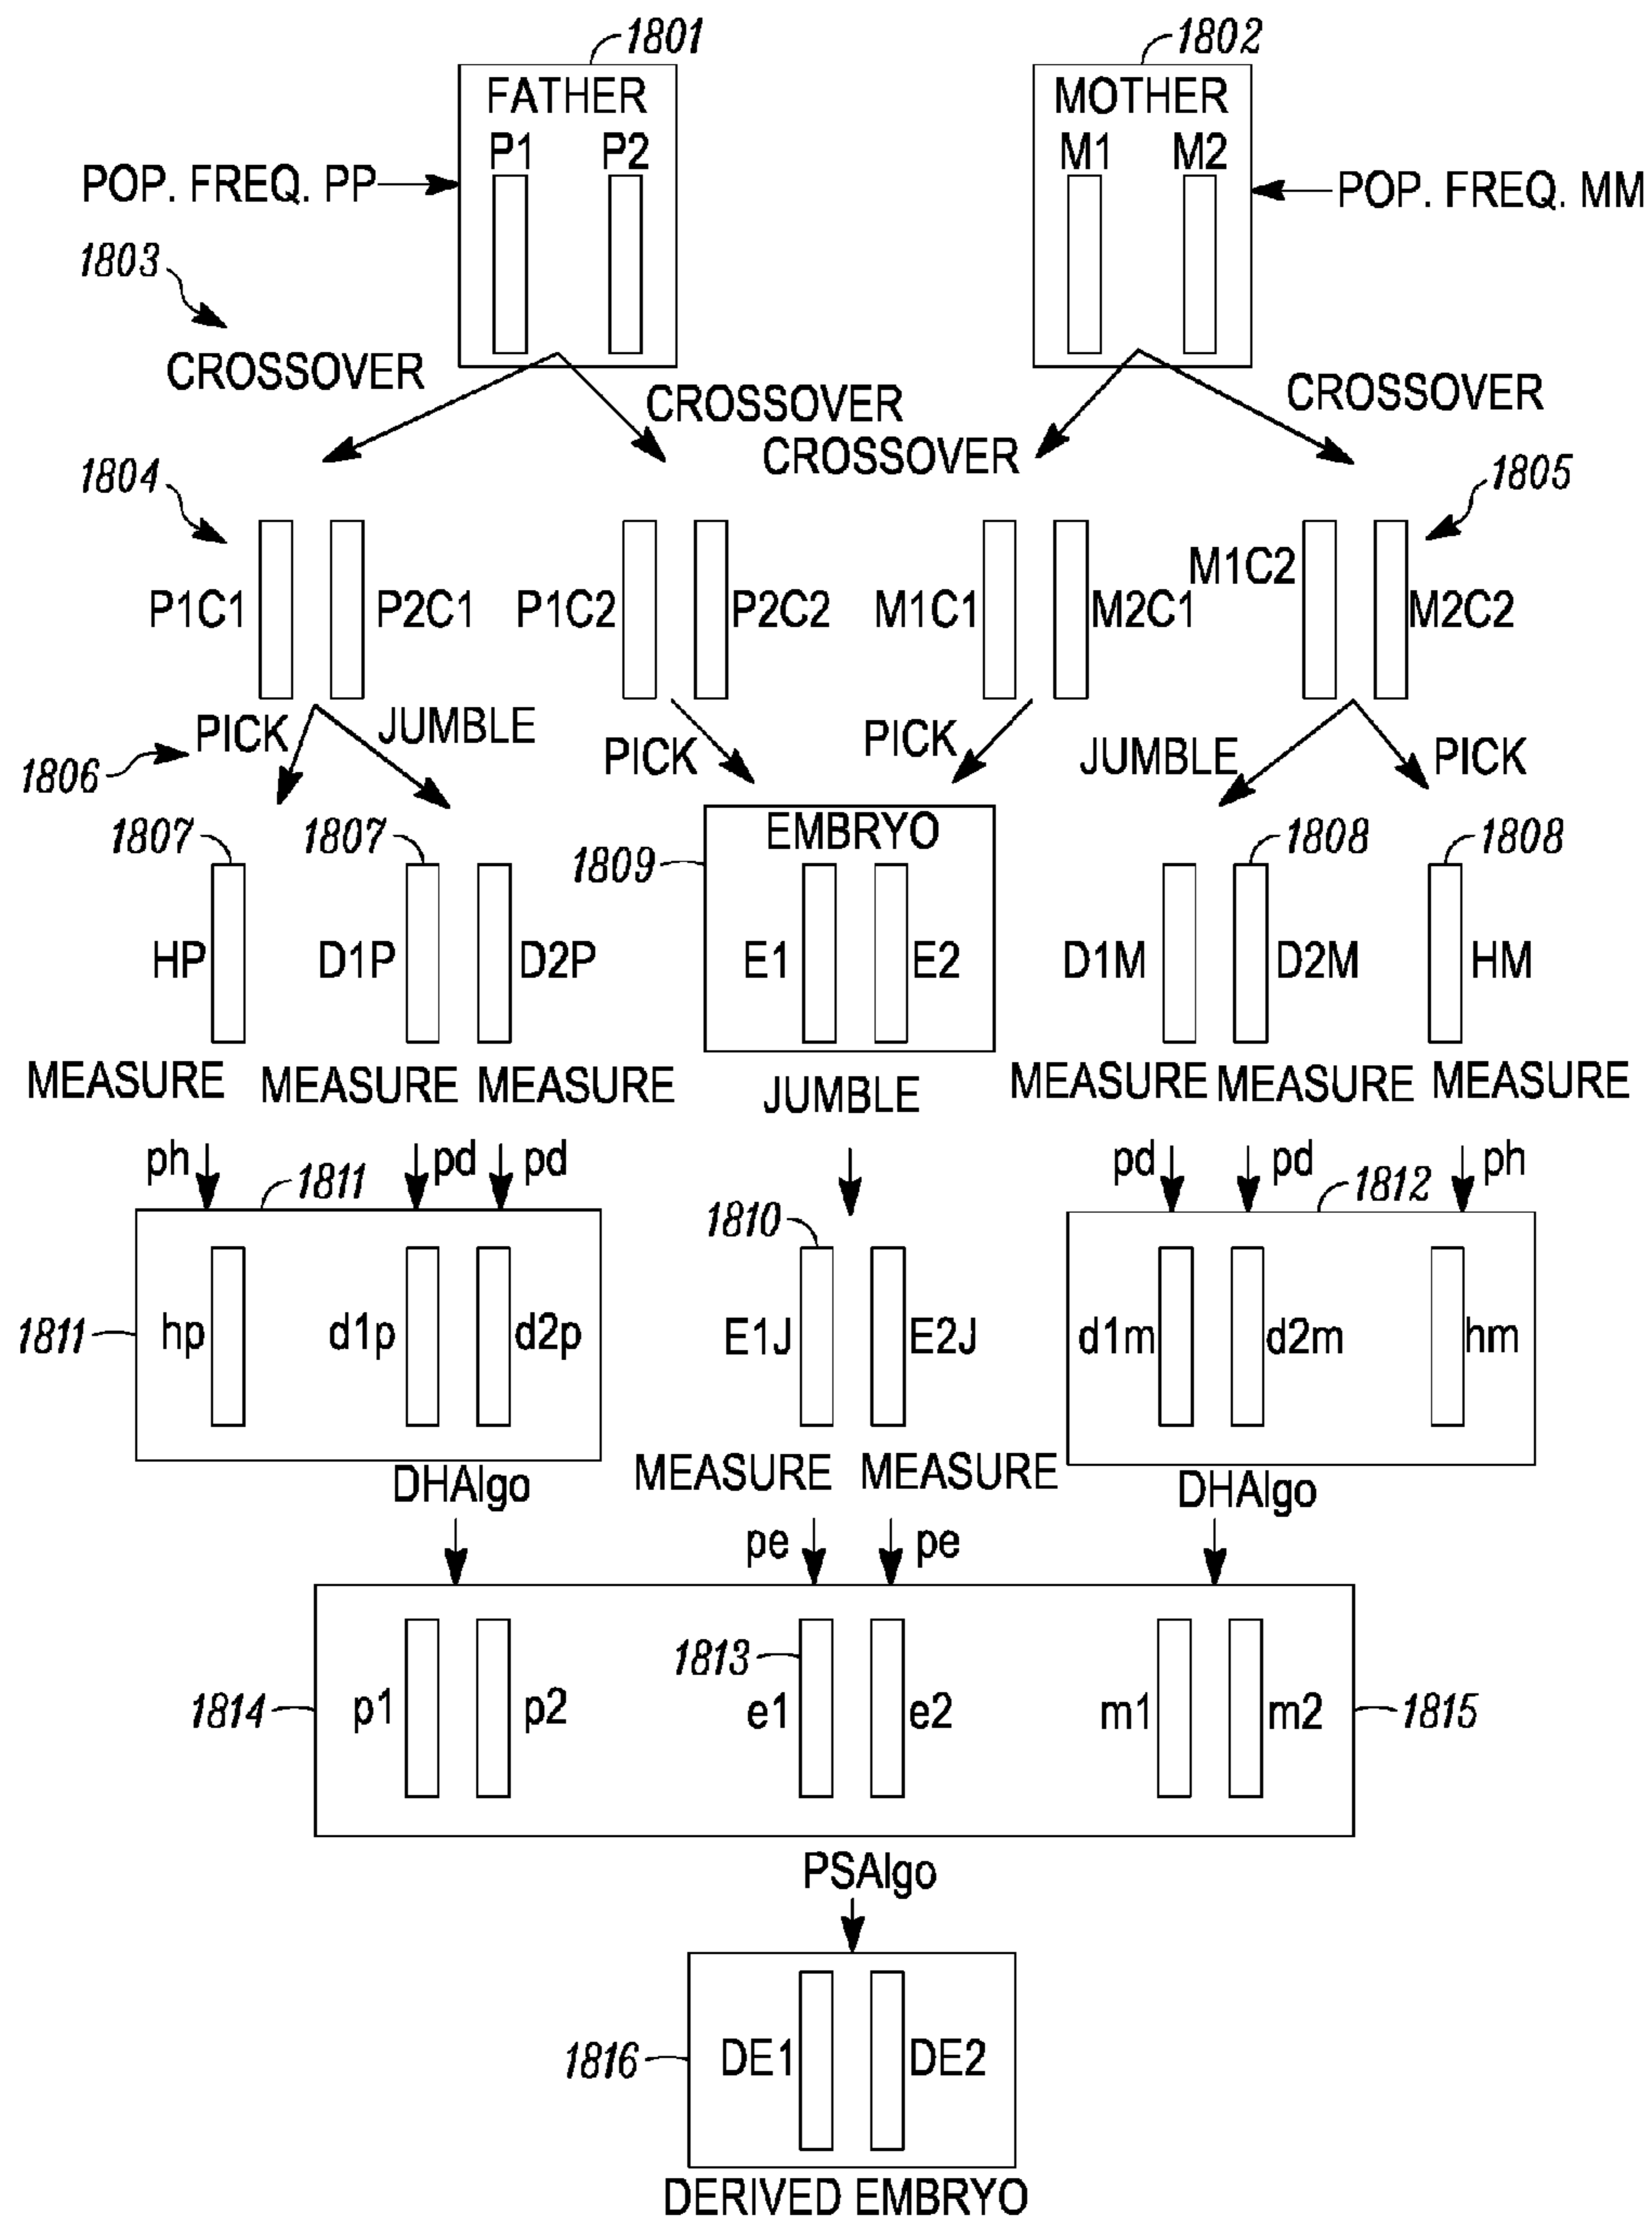 1801
1802
FATHER
MOTHER
P1 P2
M1 M2
POP. FREQ. PP
POP. FREQ. MM
1803
CROSSOVER
CROSSOVER
CROSSOVER
CROSSOVER
1804
1805
P1C1 P2C1 P1C2 P2C2 M1C1 M2C1 M1C2 M2C2
PICK JUMBLE PICK PICK JUMBLE PICK
1806
1807 1807 EMBRYO 1808 1808
1809
HP D1P D2P E1 E2 D1M D2M HM
MEASURE MEASURE MEASURE JUMBLE MEASURE MEASURE MEASURE
ph pd pd pd pd ph
1811 1810 1812
1811 hp d1p d2p E1J E2J d1m d2m hm
DHAlgo MEASURE MEASURE DHAlgo
pe pe
1813
1814 p1 p2 e1 e2 m1 m2 1815
PSAlgo
1816 DE1 DE2
DERIVED EMBRYO